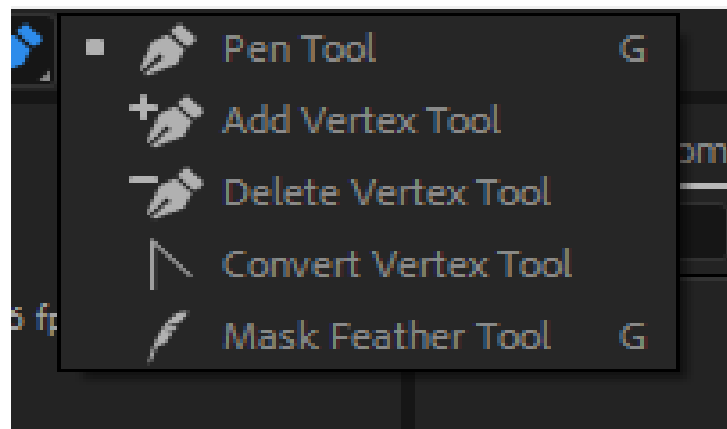 Pen Tool G
Add Vertex Tool
Delete Vertex Tool
Convert Vertex Tool
Mask Feather Tool G